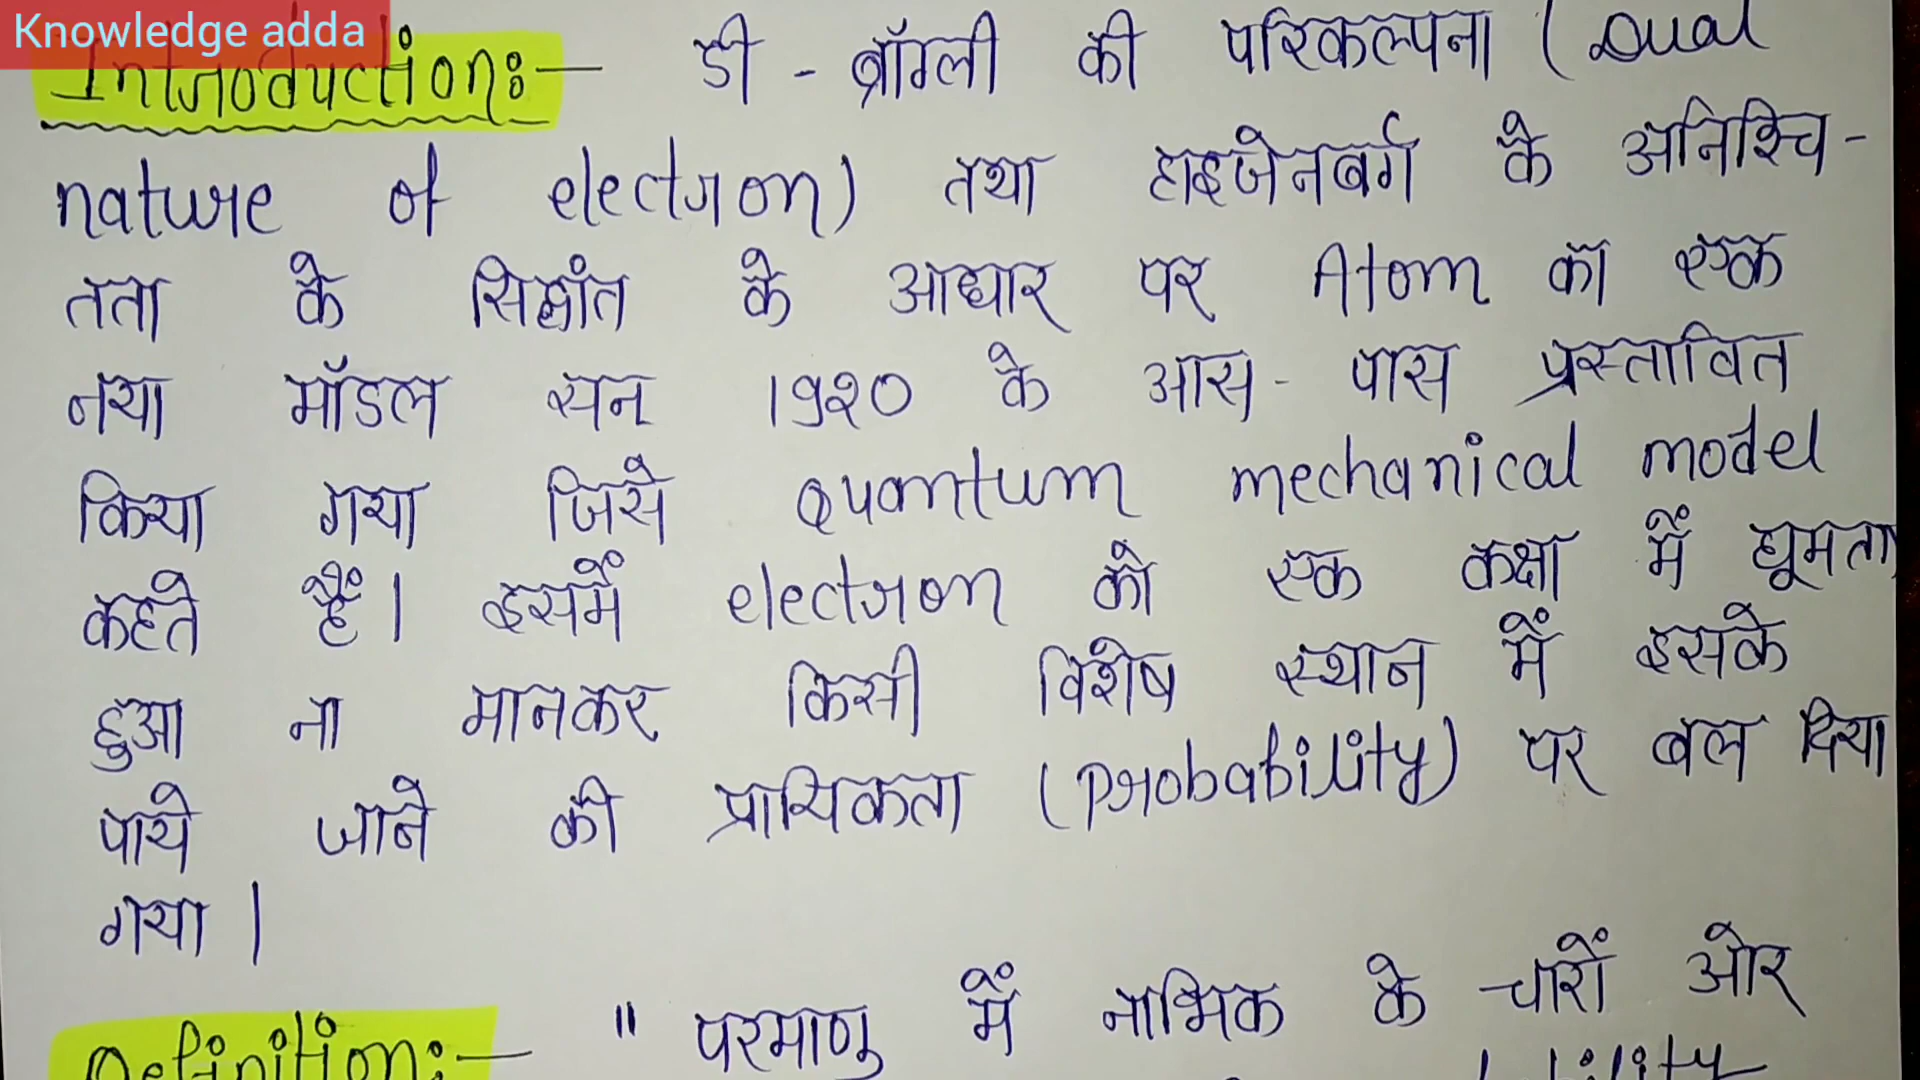 Knowledge adda
Introduction:— डी - ब्रॉग्ली की परिकल्पना ( Dual
nature of electron) तथा हाइजेनबर्ग के अनिश्चि-
तता के सिद्धांत के आधार पर Atom का एक
नया मॉडल सन् 1920 के आस - पास प्रस्तावित
किया गया जिसे Quantum mechanical model
कहते हैं। इसमें electron को एक कक्षा में घूमता
हुआ ना मानकर किसी विशेष स्थान में इसके
पाये जाने की प्रायिकता (Probability) पर बल दिया
गया।
Definition:— " परमाणु में नाभिक के चारों ओर